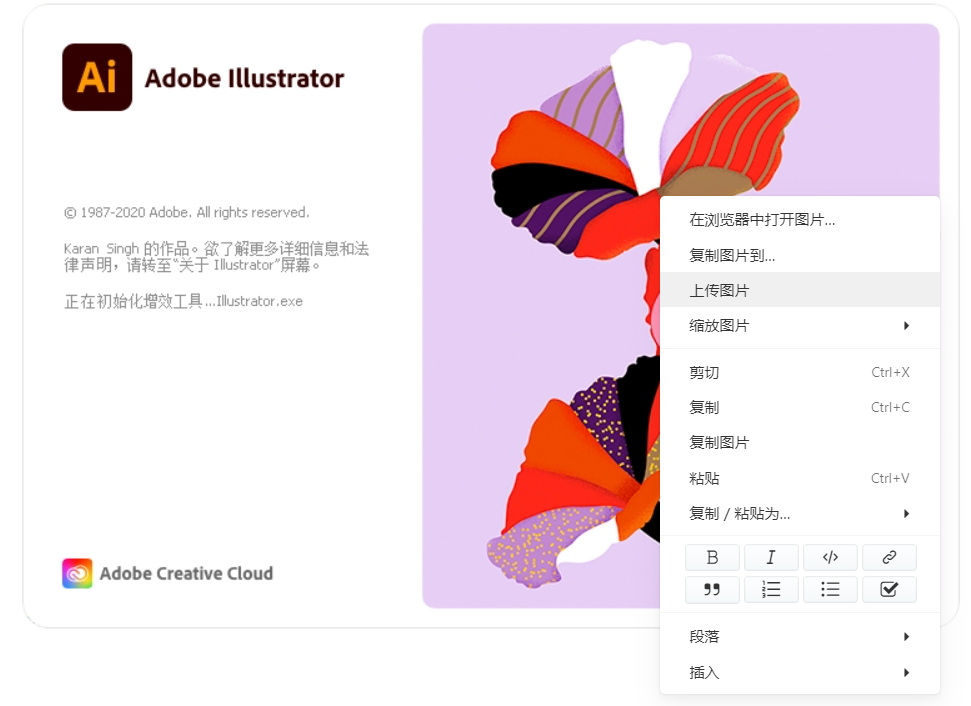 Ai
Adobe Illustrator
© 1987-2020 Adobe. All rights reserved.
Karan Singh 的作品。欲了解更多详细信息和法
律声明，请转至“关于 Illustrator”屏幕。
正在初始化增效工具...Illustrator.exe
Adobe Creative Cloud
在浏览器中打开图片...
复制图片到...
上传图片
缩放图片
剪切 Ctrl+X
复制 Ctrl+C
复制图片
粘贴 Ctrl+V
复制 / 粘贴为...
B I </>
段落
插入